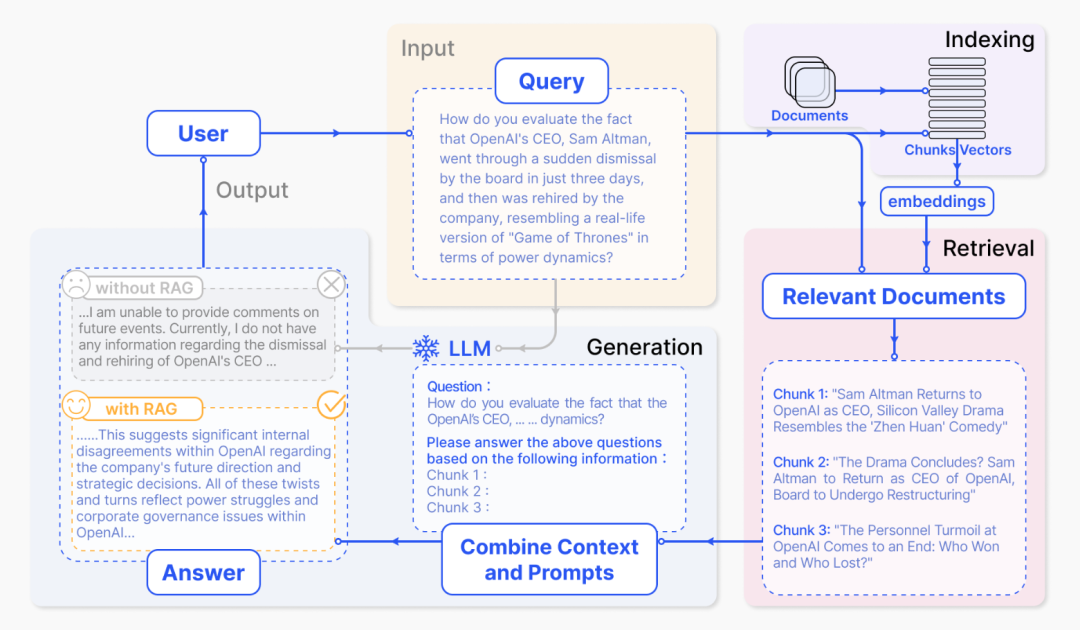 Input
Query
How do you evaluate the fact
that OpenAI's CEO, Sam Altman,
went through a sudden dismissal
by the board in just three days,
and then was rehired by the
company, resembling a real-life
version of "Game of Thrones" in
terms of power dynamics?
Indexing
Documents
Chunks
Vectors
embeddings
User
Output
Retrieval
Relevant Documents
Chunk 1: "Sam Altman Returns to
OpenAI as CEO, Silicon Valley Drama
Resembles the 'Zhen Huan' Comedy"
Chunk 2: "The Drama Concludes? Sam
Altman to Return as CEO of OpenAI,
Board to Undergo Restructuring"
Chunk 3: "The Personnel Turmoil at
OpenAI Comes to an End: Who Won
and Who Lost?"
Generation
LLM
Question :
How do you evaluate the fact that the
OpenAI's CEO, ... ... dynamics?
Please answer the above questions
based on the following information :
Chunk 1 :
Chunk 2 :
Chunk 3 :
Combine Context
and Prompts
without RAG
...I am unable to provide comments on
future events. Currently, I do not have
any information regarding the dismissal
and rehiring of OpenAI's CEO ...
with RAG
......This suggests significant internal
disagreements within OpenAI regarding
the company's future direction and
strategic decisions. All of these twists
and turns reflect power struggles and
corporate governance issues within
OpenAI...
Answer